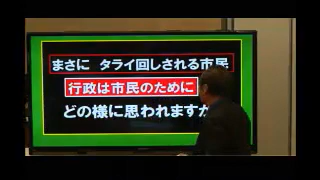 まさに タライ回しされる市民
行政は市民のために
どの様に思われますか